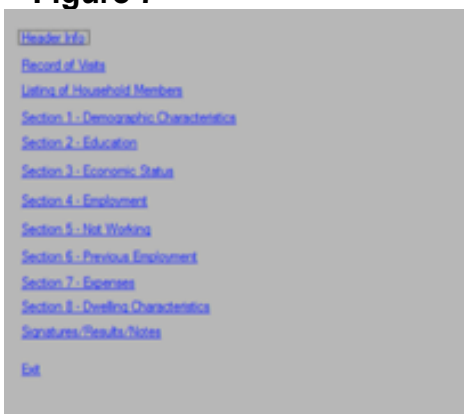 Figure 7
Header Info
Record of Visits
Listing of Household Members
Section 1 - Demographic Characteristics
Section 2 - Education
Section 3 - Economic Status
Section 4 - Employment
Section 5 - Not Working
Section 6 - Previous Employment
Section 7 - Expenses
Section 8 - Dwelling Characteristics
Signatures/Results/Notes
Exit